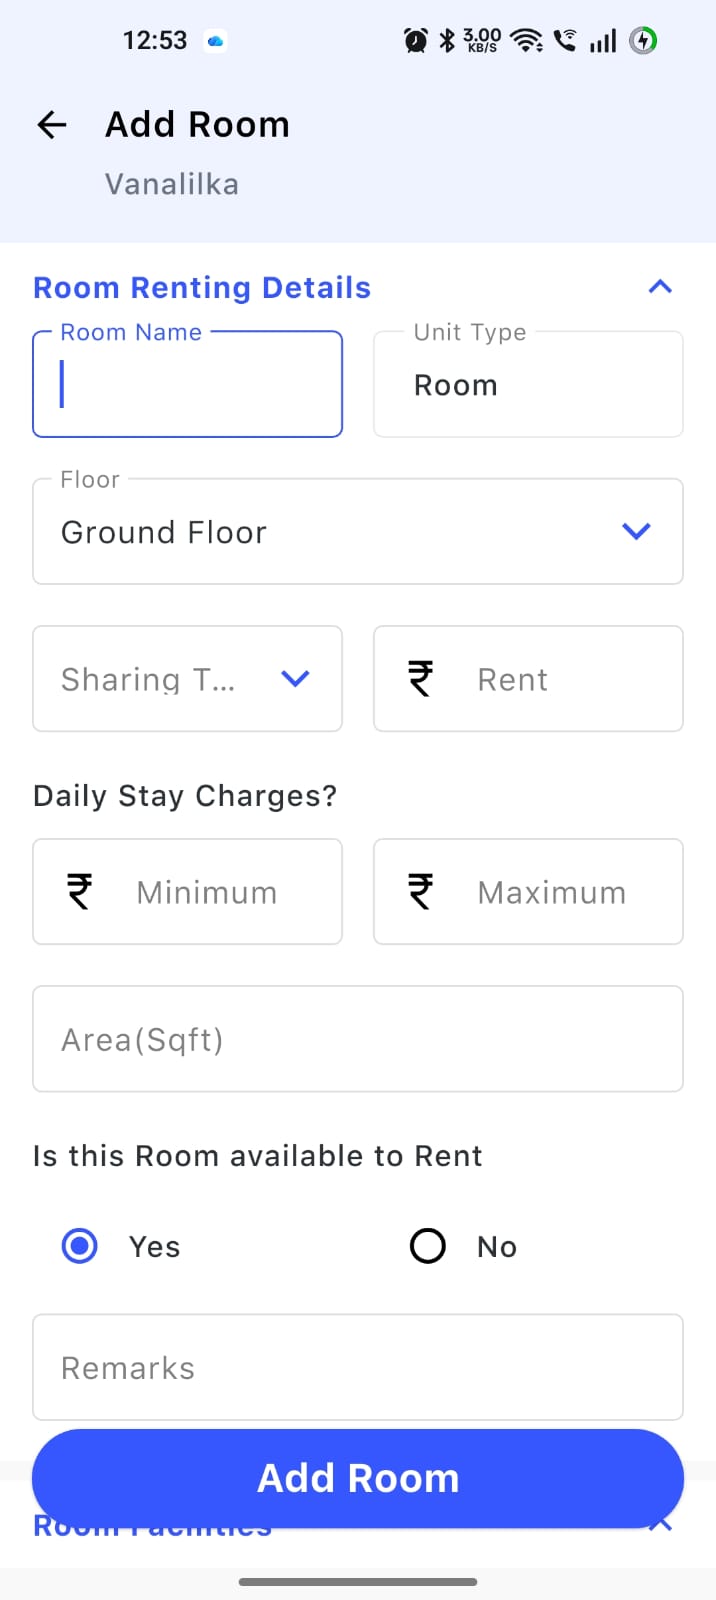 12:53
3.00
KB/S
Add Room
Vanalilka
Room Renting Details
Room Name
Unit Type
Room
Floor
Ground Floor
Sharing T...
₹ Rent
Daily Stay Charges?
₹ Minimum
₹ Maximum
Area(Sqft)
Is this Room available to Rent
Yes
No
Remarks
Add Room
Room Facilities